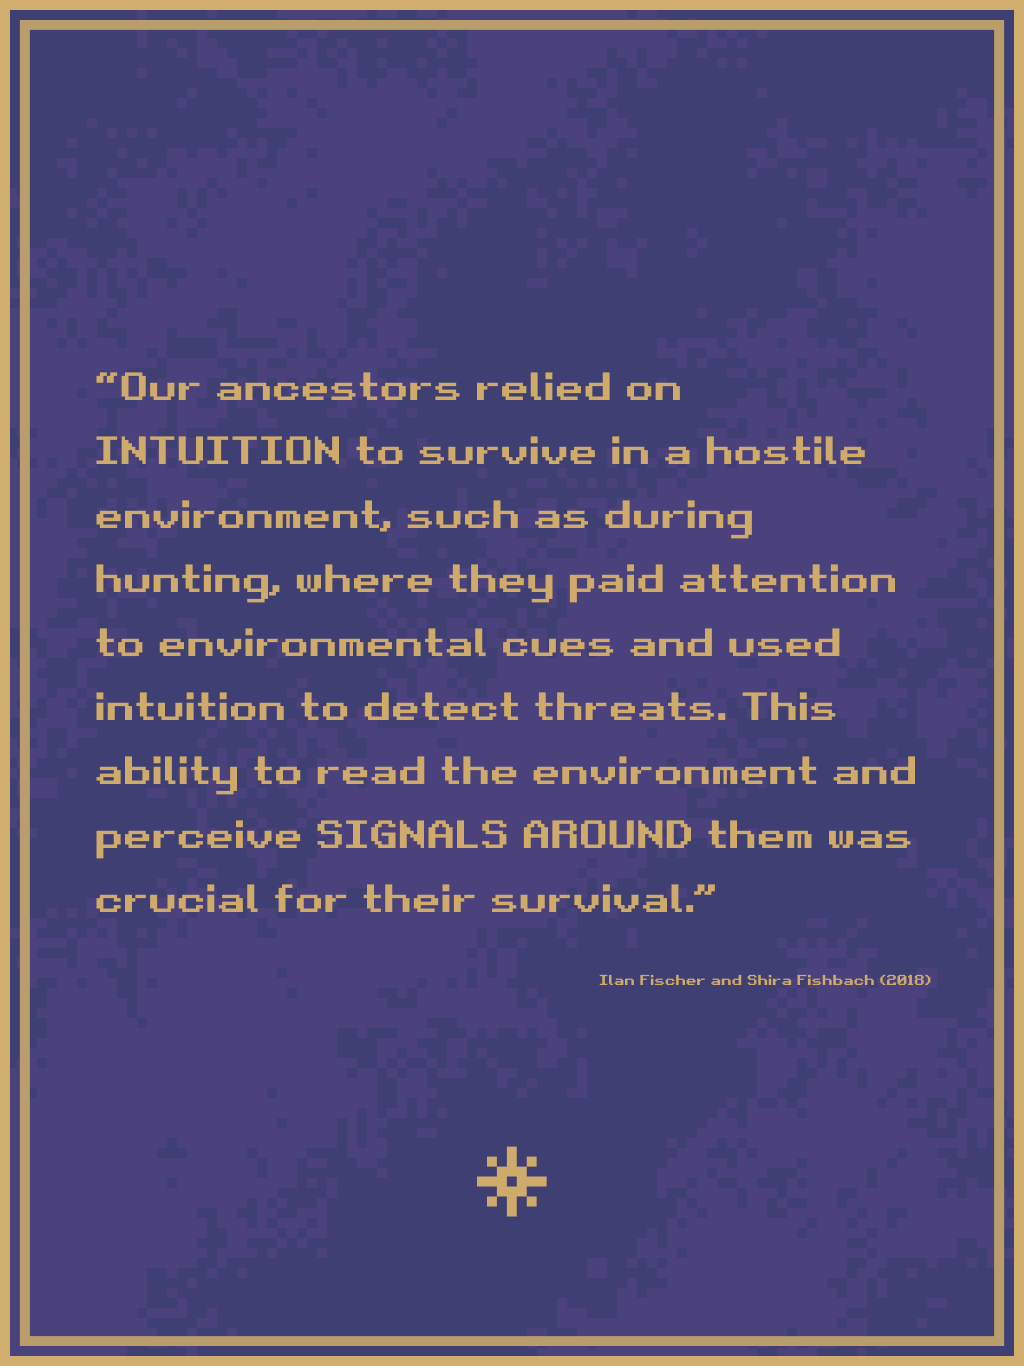 “Our ancestors relied on
INTUITION to survive in a hostile
environment, such as during
hunting, where they paid attention
to environmental cues and used
intuition to detect threats. This
ability to read the environment and
perceive SIGNALS AROUND them was
crucial for their survival.”
Ilan Fischer and Shira Fishbach (2018)